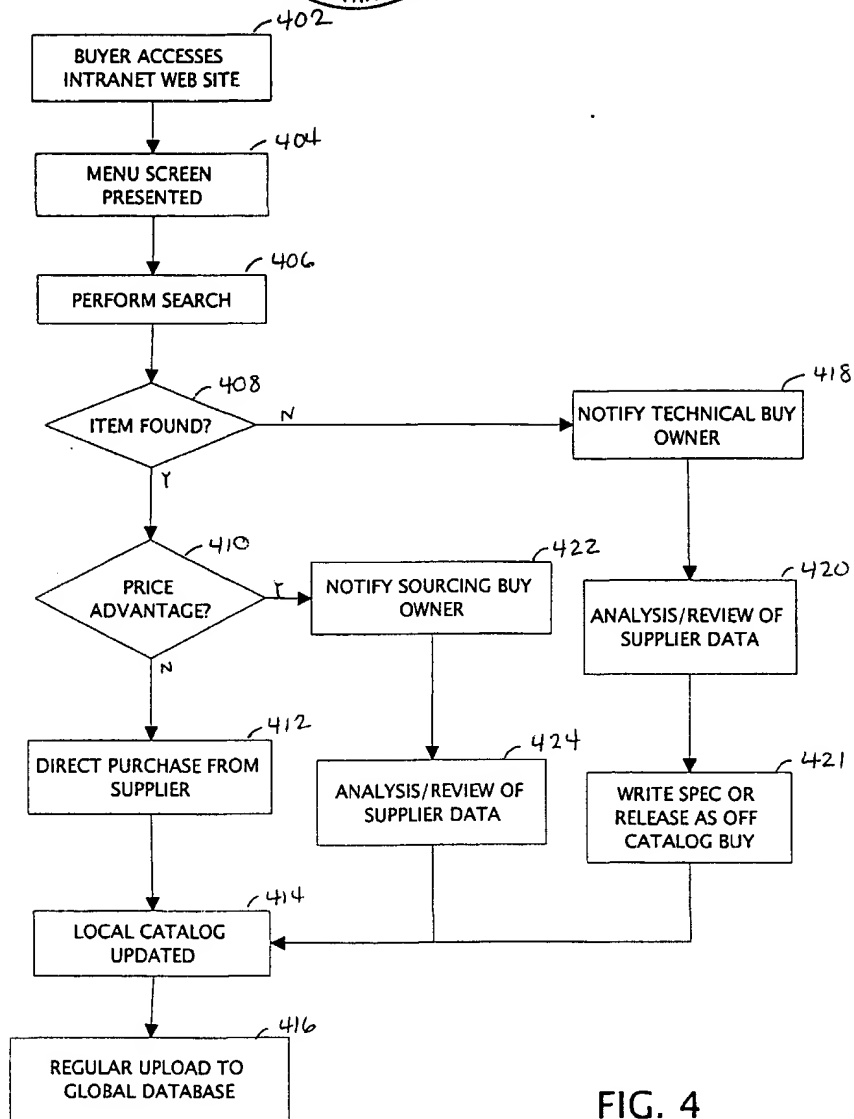 402
BUYER ACCESSES
INTRANET WEB SITE
404
MENU SCREEN
PRESENTED
406
PERFORM SEARCH
408
ITEM FOUND?
N
Y
418
NOTIFY TECHNICAL BUY
OWNER
410
PRICE
ADVANTAGE?
Y
N
422
NOTIFY SOURCING BUY
OWNER
420
ANALYSIS/REVIEW OF
SUPPLIER DATA
412
DIRECT PURCHASE FROM
SUPPLIER
424
ANALYSIS/REVIEW OF
SUPPLIER DATA
421
WRITE SPEC OR
RELEASE AS OFF
CATALOG BUY
414
LOCAL CATALOG
UPDATED
416
REGULAR UPLOAD TO
GLOBAL DATABASE
FIG. 4